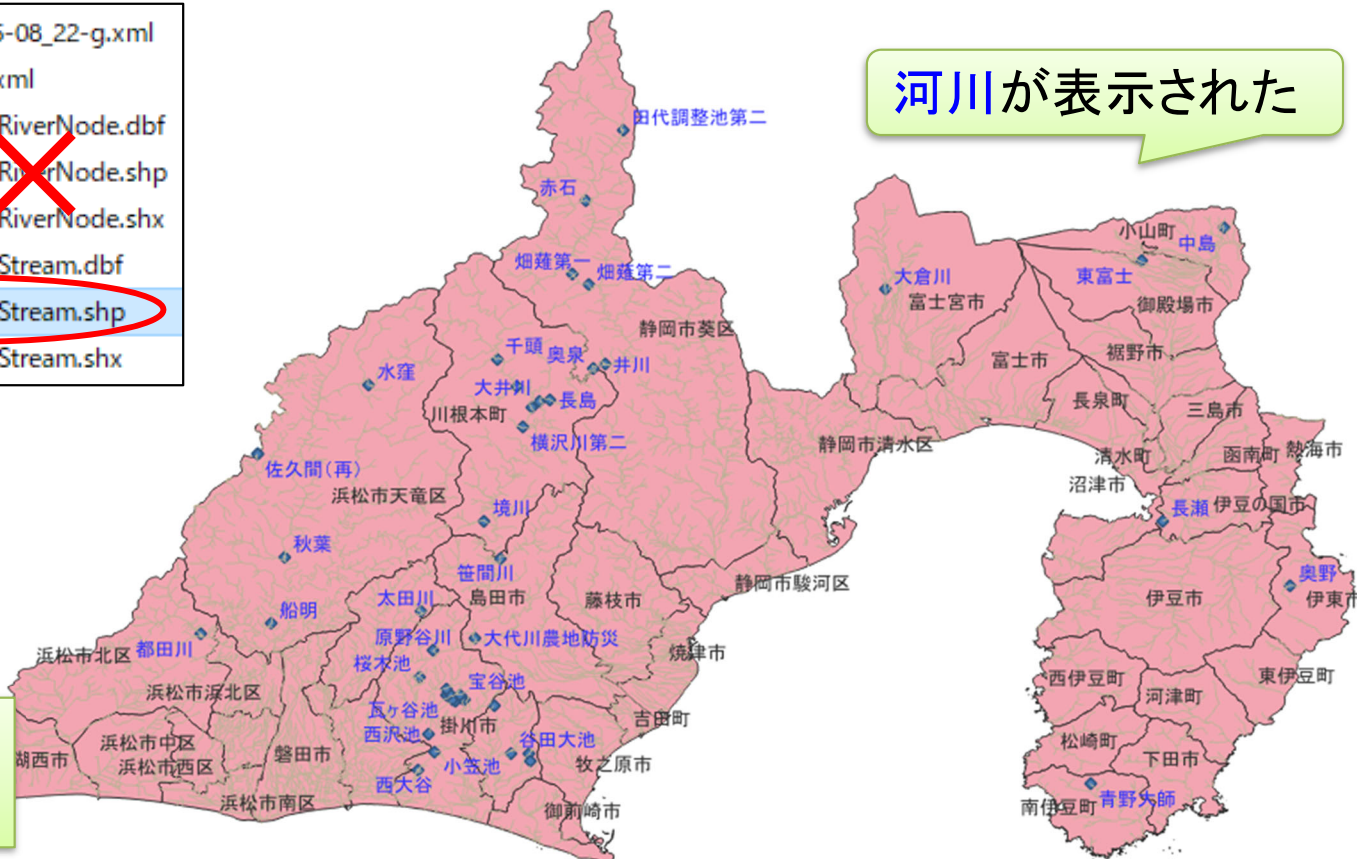 5-08_22-g.xml
xml
RiverNode.dbf
RiverNode.shp
RiverNode.shx
Stream.dbf
Stream.shp
Stream.shx
河川が表示された
田代調整池第二
赤石
畑薙第一
畑薙第二
小山町
中島
東富士
大倉川
富士宮市
御殿場市
静岡市葵区
裾野市
富士市
千頭
奥泉
井川
水窪
大井川
長島
川根本町
長泉町
三島市
横沢川第二
静岡市清水区
清水町
函南町
熱海市
佐久間(再)
沼津市
浜松市天竜区
境川
長瀬
伊豆の国市
秋葉
笹間川
静岡市駿河区
奥野
島田市
藤枝市
伊豆市
伊東市
太田川
船明
原野谷川
大代川農地防災
都田川
浜松市北区
焼津市
桜木池
宝谷池
西伊豆町
東伊豆町
浜松市浜北区
河津町
瓦ヶ谷池
掛川市
吉田町
西沢池
谷田大池
松崎町
浜松市中区
湖西市
磐田市
下田市
浜松市西区
小笠池
牧之原市
西大谷
浜松市南区
御前崎市
南伊豆町
青野大師